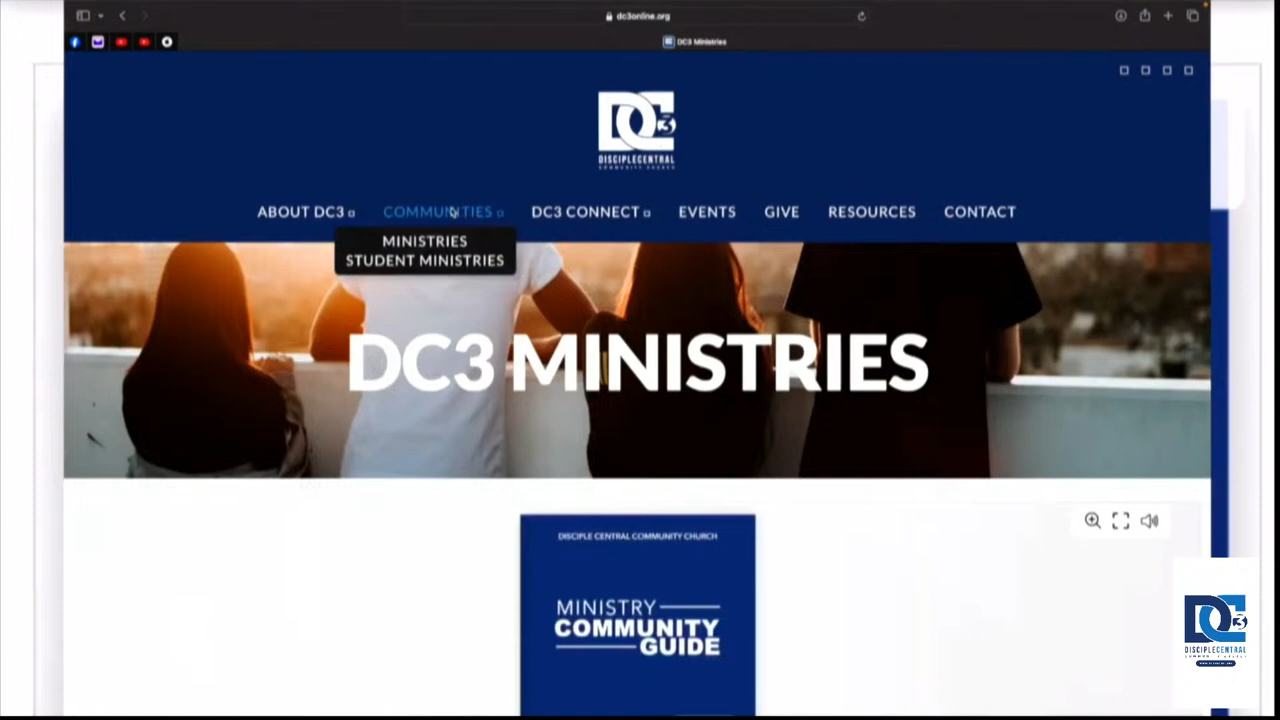 dc3online.org
DC3 Ministries
DC3
DISCIPLECENTRAL
COMMUNITY CHURCH
ABOUT DC3 COMMUNITIES DC3 CONNECT EVENTS GIVE RESOURCES CONTACT
MINISTRIES
STUDENT MINISTRIES
DC3 MINISTRIES
DISCIPLE CENTRAL COMMUNITY CHURCH
MINISTRY
COMMUNITY
GUIDE
DC3
DISCIPLECENTRAL